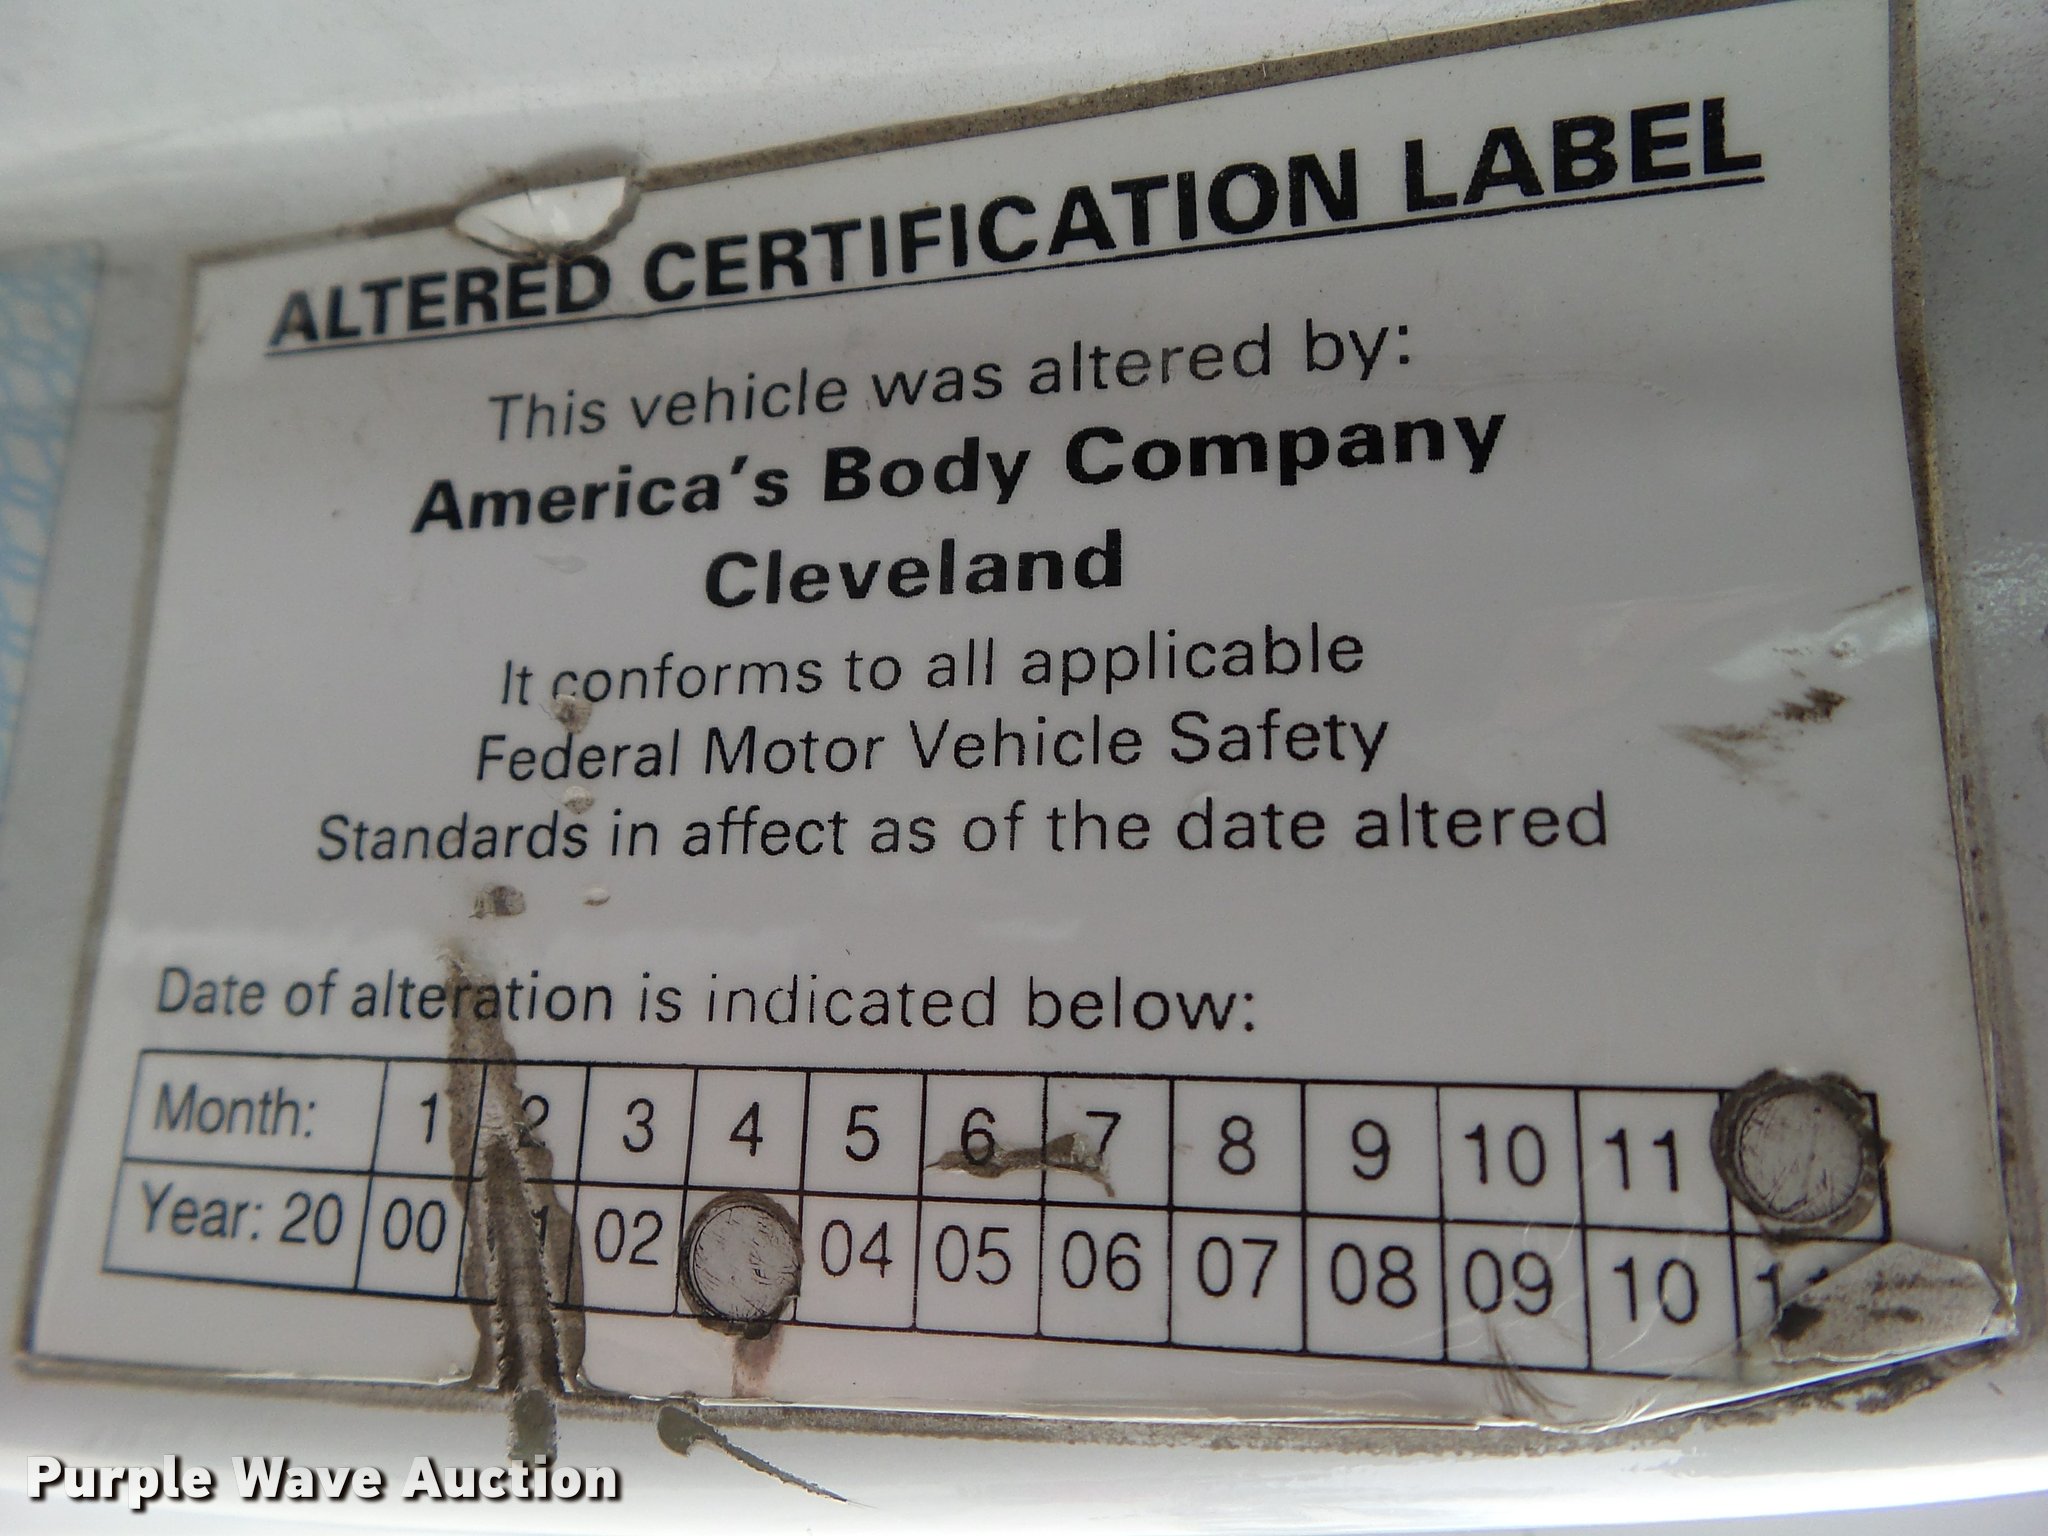 ALTERED CERTIFICATION LABEL
This vehicle was altered by:
America's Body Company
Cleveland
It conforms to all applicable
Federal Motor Vehicle Safety
Standards in affect as of the date altered
Date of alteration is indicated below:
Month: 1 2 3 4 5 6 7 8 9 10 11
Year: 20 00 02 04 05 06 07 08 09 10
Purple Wave Auction